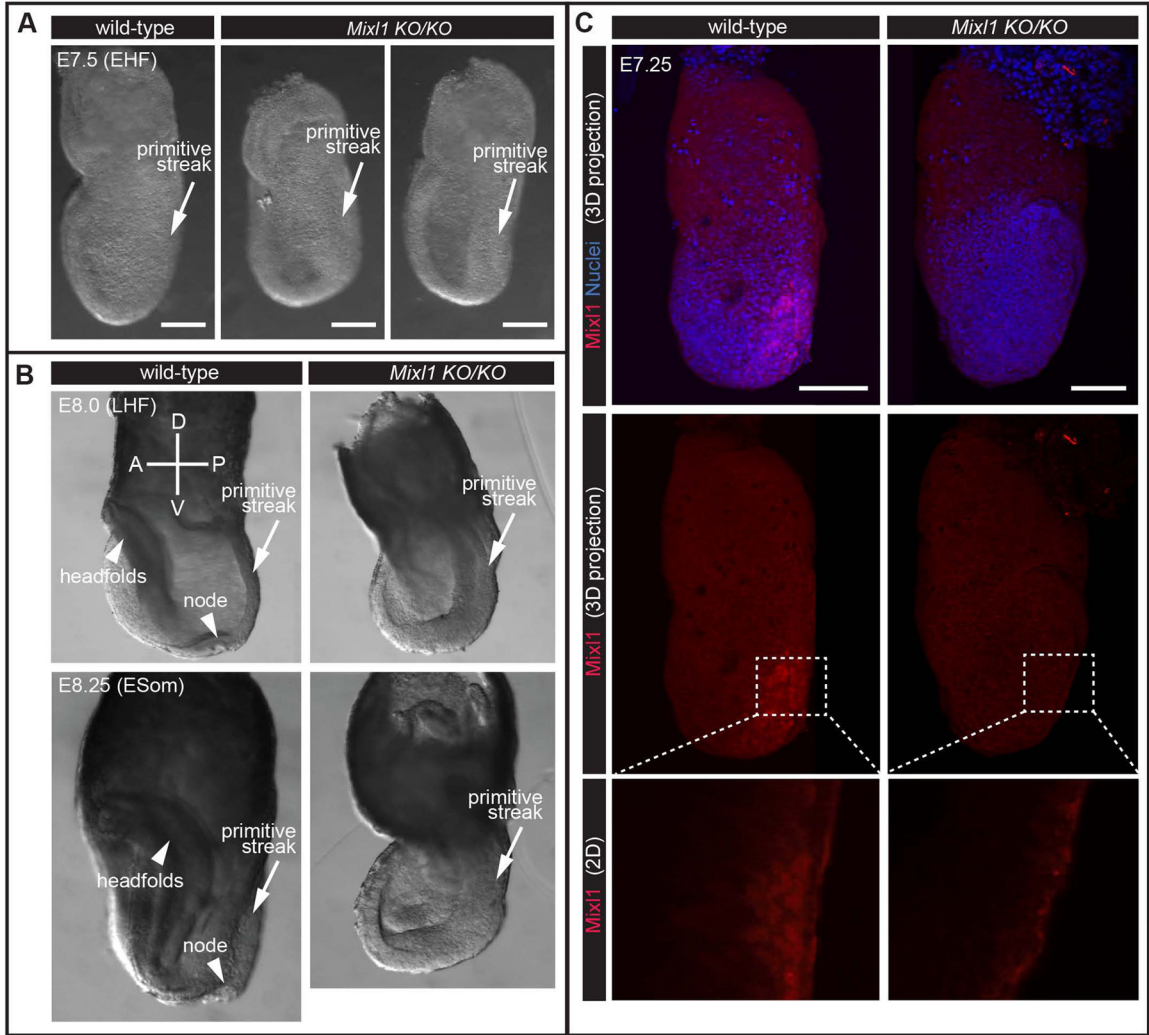 A
wild-type
Mixl1 KO/KO
E7.5 (EHF)
primitive
streak
primitive
streak
primitive
streak
B
wild-type
Mixl1 KO/KO
E8.0 (LHF)
D
A
P
V
primitive
streak
headfolds
node
primitive
streak
E8.25 (ESom)
primitive
streak
headfolds
node
primitive
streak
C
wild-type
Mixl1 KO/KO
Mixl1 Nuclei (3D projection)
E7.25
Mixl1 (3D projection)
Mixl1 (2D)